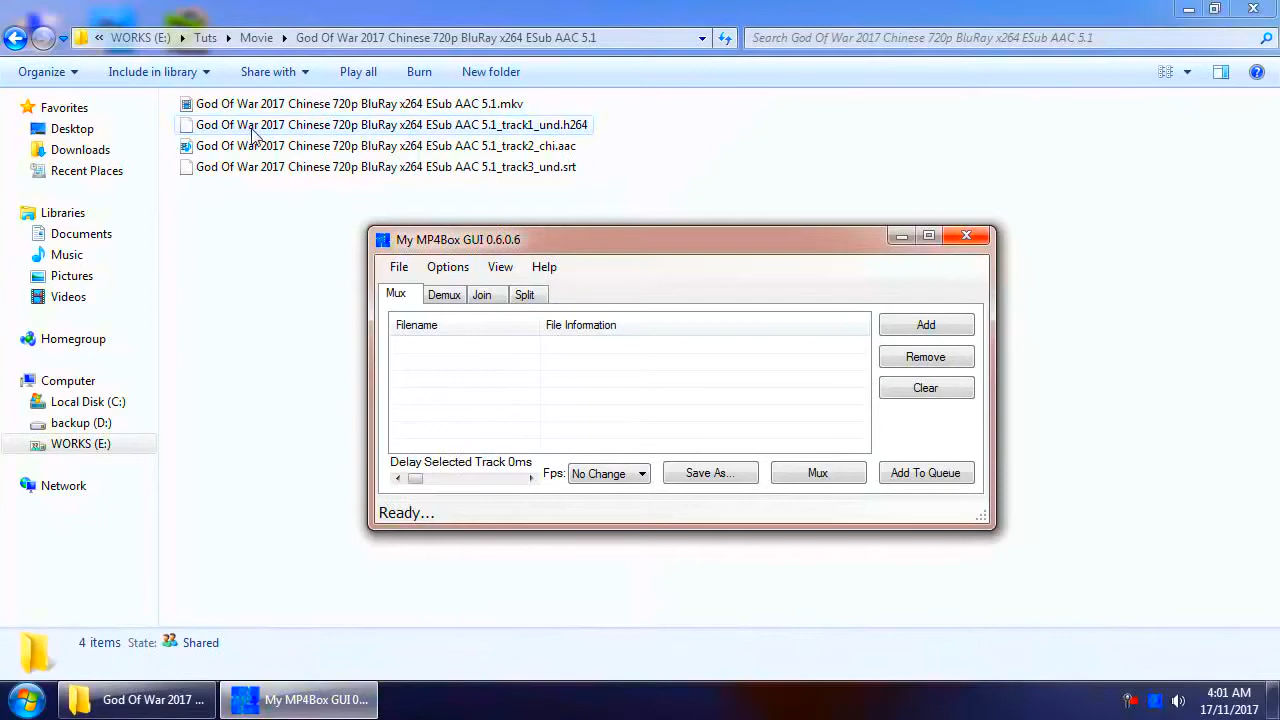 WORKS (E:) Tuts Movie God Of War 2017 Chinese 720p BluRay x264 ESub AAC 5.1
Search God Of War 2017 Chinese 720p BluRay x264 ESub AAC 5.1
Organize Include in library Share with Play all Burn New folder
Favorites
Desktop
Downloads
Recent Places
Libraries
Documents
Music
Pictures
Videos
Homegroup
Computer
Local Disk (C:)
backup (D:)
WORKS (E:)
Network
God Of War 2017 Chinese 720p BluRay x264 ESub AAC 5.1.mkv
God Of War 2017 Chinese 720p BluRay x264 ESub AAC 5.1_track1_und.h264
God Of War 2017 Chinese 720p BluRay x264 ESub AAC 5.1_track2_chi.aac
God Of War 2017 Chinese 720p BluRay x264 ESub AAC 5.1_track3_und.srt
My MP4Box GUI 0.6.0.6
File Options View Help
Mux Demux Join Split
Filename File Information
Add
Remove
Clear
Delay Selected Track 0ms
Fps: No Change Save As... Mux Add To Queue
Ready...
4 items State: Shared
God Of War 2017 ... My MP4Box GUI 0...
4:01 AM
17/11/2017